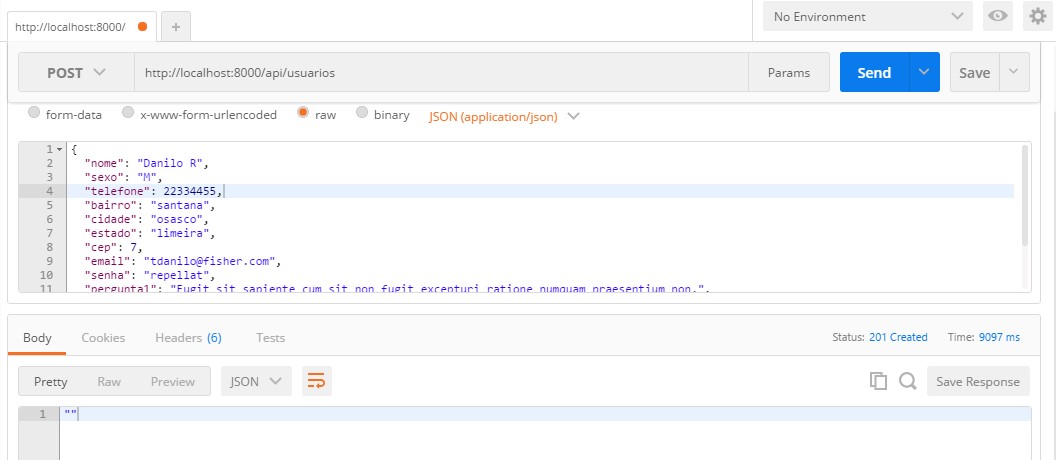 http://localhost:8000/
+
No Environment
POST
http://localhost:8000/api/usuarios
Params
Send
Save
form-data
x-www-form-urlencoded
raw
binary
JSON (application/json)
1 {
2 "nome": "Danilo R",
3 "sexo": "M",
4 "telefone": 22334455,
5 "bairro": "santana",
6 "cidade": "osasco",
7 "estado": "limeira",
8 "cep": 7,
9 "email": "tdanilo@fisher.com",
10 "senha": "repellat",
11 "pergunta1": "Fugit sit sapiente cum sit non fugit excepturi ratione numquam praesentium non.",
Body
Cookies
Headers (6)
Tests
Status: 201 Created
Time: 9097 ms
Pretty
Raw
Preview
JSON
Save Response
1 ""